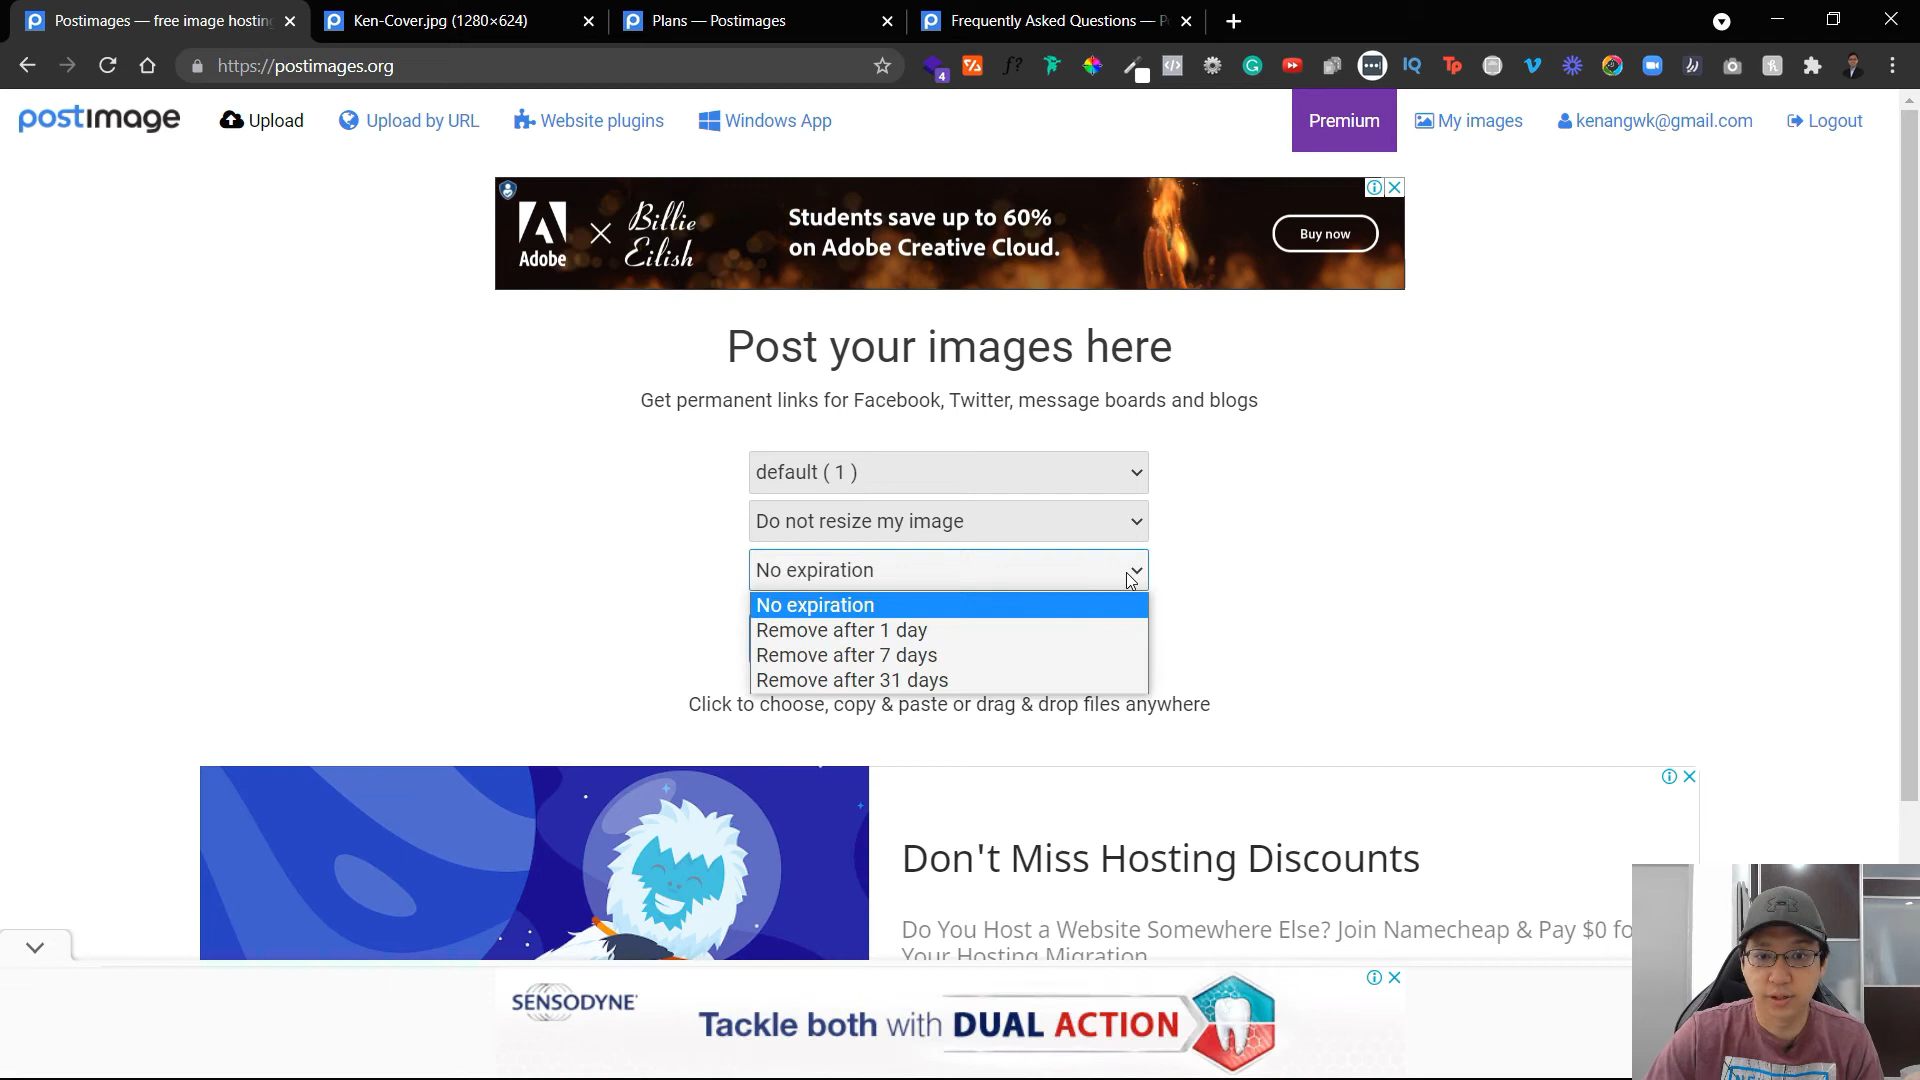 Postimages — free image hosting
Ken-Cover.jpg (1280×624)
Plans — Postimages
Frequently Asked Questions — P
https://postimages.org
4
f?
IQ
Tp
postimage
Upload
Upload by URL
Website plugins
Windows App
Premium
My images
kenangwk@gmail.com
Logout
Adobe
Billie
Eilish
Students save up to 60%
on Adobe Creative Cloud.
Buy now
Post your images here
Get permanent links for Facebook, Twitter, message boards and blogs
default ( 1 )
Do not resize my image
No expiration
No expiration
Remove after 1 day
Remove after 7 days
Remove after 31 days
Click to choose, copy & paste or drag & drop files anywhere
Don't Miss Hosting Discounts
Do You Host a Website Somewhere Else? Join Namecheap & Pay $0 fo
Your Hosting Migration
SENSODYNE
Tackle both with DUAL ACTION